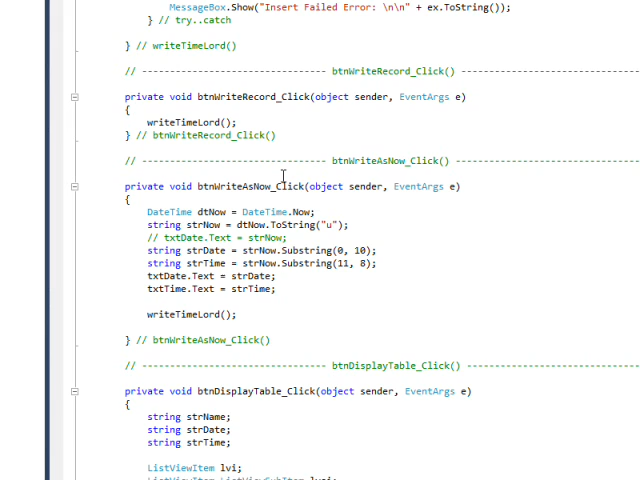 MessageBox.Show("Insert Failed Error: \n\n" + ex.ToString());
} // try..catch
} // writeTimeLord()
// -------------------------------- btnWriteRecord_Click() --------------------------------
private void btnWriteRecord_Click(object sender, EventArgs e)
{
writeTimeLord();
} // btnWriteRecord_Click()
// -------------------------------- btnWriteAsNow_Click() --------------------------------
private void btnWriteAsNow_Click(object sender, EventArgs e)
{
DateTime dtNow = DateTime.Now;
string strNow = dtNow.ToString("u");
// txtDate.Text = strNow;
string strDate = strNow.Substring(0, 10);
string strTime = strNow.Substring(11, 8);
txtDate.Text = strDate;
txtTime.Text = strTime;
writeTimeLord();
} // btnWriteAsNow_Click()
// -------------------------------- btnDisplayTable_Click() --------------------------------
private void btnDisplayTable_Click(object sender, EventArgs e)
{
string strName;
string strDate;
string strTime;
ListViewItem lvi;